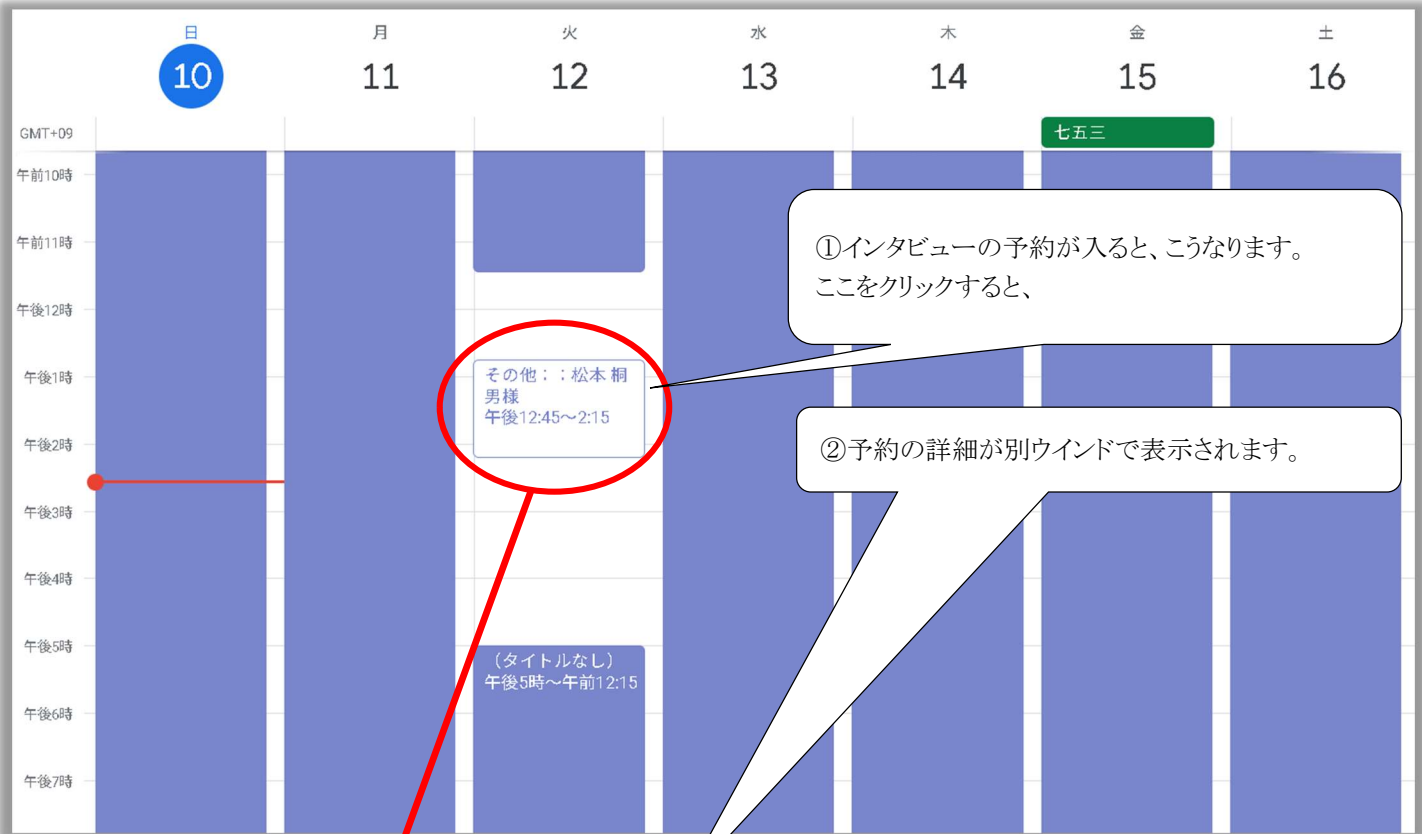 日 月 火 水 木 金 土
10 11 12 13 14 15 16
GMT+09
七五三
午前10時
午前11時
午後12時
午後1時
午後2時
午後3時
午後4時
午後5時
午後6時
午後7時
その他：：松本 桐
男様
午後12:45～2:15
（タイトルなし）
午後5時～午前12:15
①インタビューの予約が入ると、こうなります。
ここをクリックすると、
②予約の詳細が別ウインドで表示されます。